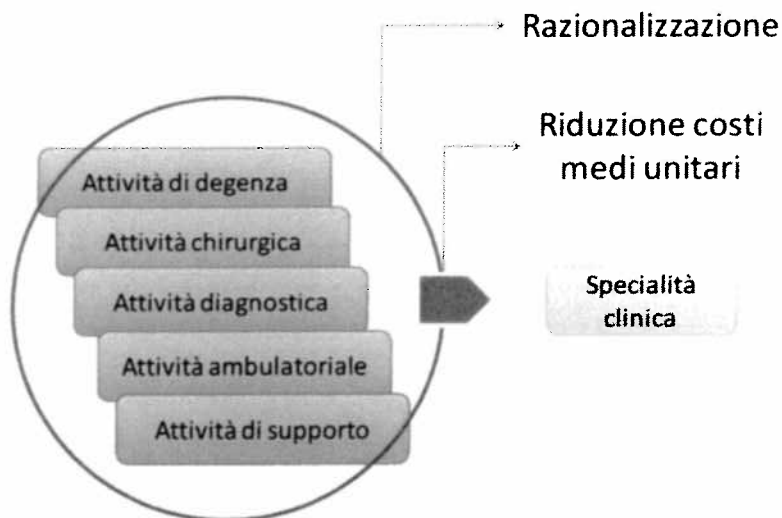 Razionalizzazione
Riduzione costi
medi unitari
Attività di degenza
Attività chirurgica
Attività diagnostica
Attività ambulatoriale
Attività di supporto
Specialità
clinica